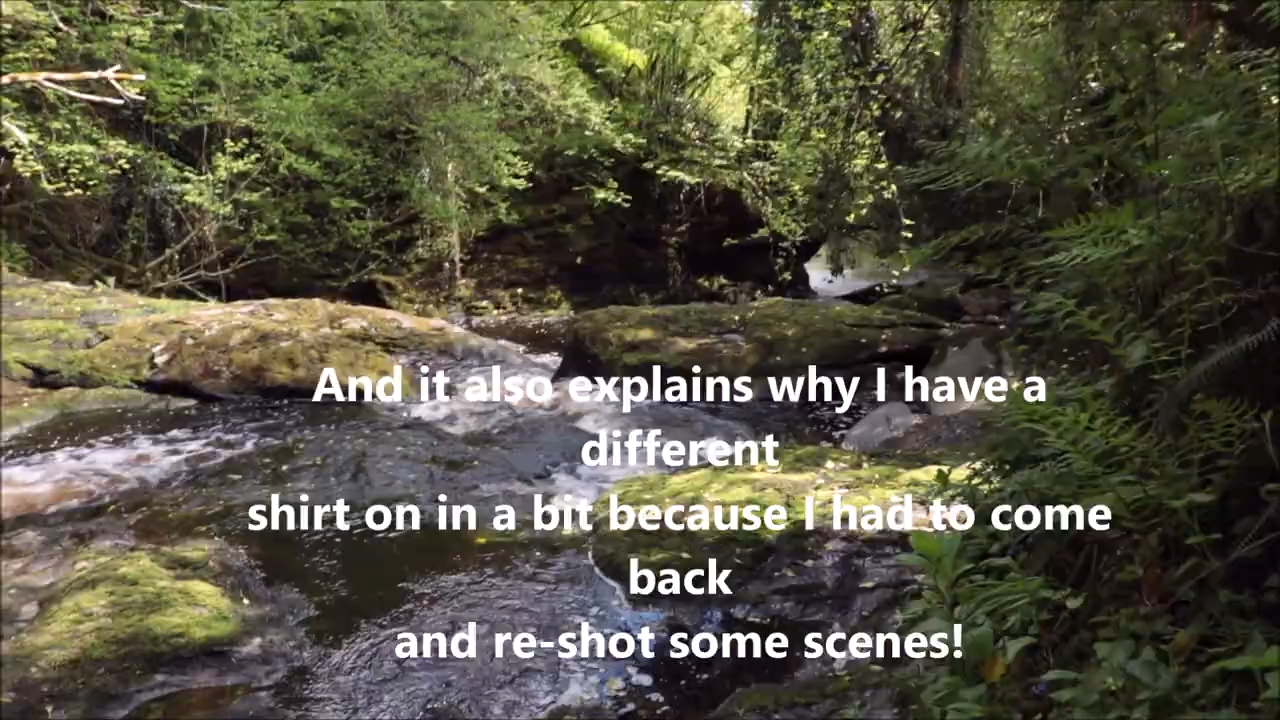 And it also explains why I have a
different
shirt on in a bit because I had to come
back
and re-shot some scenes!